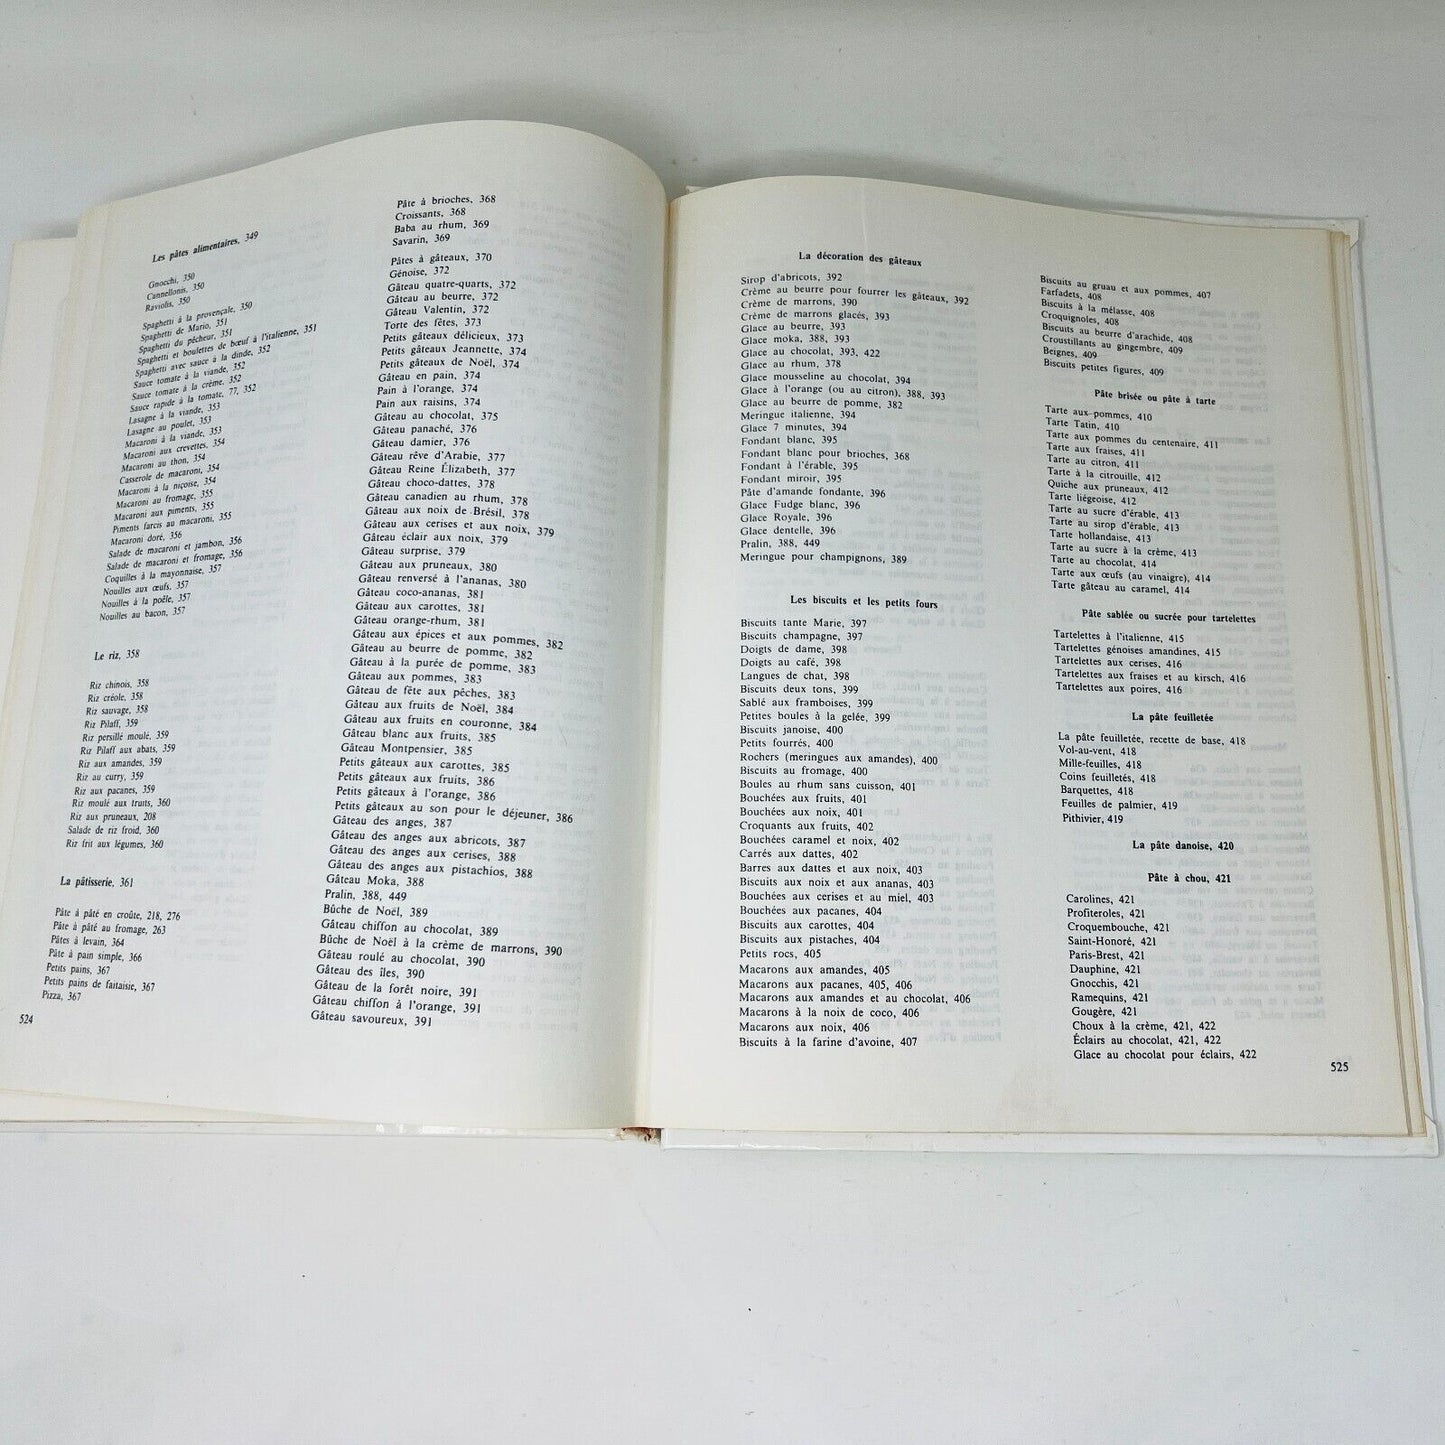 Les pâtes alimentaires, 349
Gnocchi, 350
Cannellonis, 350
Raviolis, 350
Spaghetti à la provençale, 350
Spaghetti de Mario, 351
Spaghetti du pêcheur, 351
Spaghetti et boulettes de bœuf à l'italienne, 351
Spaghetti avec sauce à la dinde, 352
Sauce tomate à la viande, 352
Sauce tomate à la crème, 352
Sauce rapide à la tomate, 77, 352
Lasagne à la viande, 353
Lasagne au poulet, 353
Macaroni à la viande, 353
Macaroni aux crevettes, 354
Macaroni au thon, 354
Casserole de macaroni, 354
Macaroni à la niçoise, 354
Macaroni au fromage, 355
Macaroni aux piments, 355
Piments farcis au macaroni, 355
Macaroni doré, 356
Salade de macaroni et jambon, 356
Salade de macaroni et fromage, 356
Coquilles à la mayonnaise, 357
Nouilles aux œufs, 357
Nouilles à la poêle, 357
Nouilles au bacon, 357
Le riz, 358
Riz chinois, 358
Riz créole, 358
Riz sauvage, 358
Riz Pilaff, 359
Riz persillé moulé, 359
Riz Pilaff aux abats, 359
Riz aux amandes, 359
Riz au curry, 359
Riz aux pacanes, 359
Riz moulé aux fruits, 360
Riz aux pruneaux, 208
Salade de riz froid, 360
Riz frit aux légumes, 360
La pâtisserie, 361
Pâte à pâté en croûte, 218, 276
Pâte à pâté au fromage, 263
Pâtes à levain, 364
Pâte à pain simple, 366
Petits pains, 367
Petits pains de fantaisie, 367
Pizza, 367
524
Pâte à brioches, 368
Croissants, 368
Baba au rhum, 369
Savarin, 369
Pâtes à gâteaux, 370
Génoise, 372
Gâteau quatre-quarts, 372
Gâteau au beurre, 372
Gâteau Valentin, 372
Torte des fêtes, 373
Petits gâteaux délicieux, 373
Petits gâteaux Jeannette, 374
Petits gâteaux de Noël, 374
Gâteau en pain, 374
Pain à l'orange, 374
Pain aux raisins, 374
Gâteau au chocolat, 375
Gâteau panaché, 376
Gâteau damier, 376
Gâteau rêve d'Arabie, 377
Gâteau Reine Élizabeth, 377
Gâteau choco-dattes, 378
Gâteau canadien au rhum, 378
Gâteau aux noix de Brésil, 378
Gâteau aux cerises et aux noix, 379
Gâteau éclair aux noix, 379
Gâteau surprise, 379
Gâteau aux pruneaux, 380
Gâteau renversé à l'ananas, 380
Gâteau coco-ananas, 381
Gâteau aux carottes, 381
Gâteau orange-rhum, 381
Gâteau aux épices et aux pommes, 382
Gâteau au beurre de pomme, 382
Gâteau à la purée de pomme, 383
Gâteau aux pommes, 383
Gâteau de fête aux pêches, 383
Gâteau aux fruits de Noël, 384
Gâteau aux fruits en couronne, 384
Gâteau blanc aux fruits, 385
Gâteau Montpensier, 385
Petits gâteaux aux carottes, 385
Petits gâteaux aux fruits, 386
Petits gâteaux à l'orange, 386
Petits gâteaux au son pour le déjeuner, 386
Gâteau des anges, 387
Gâteau des anges aux abricots, 387
Gâteau des anges aux cerises, 388
Gâteau des anges aux pistachios, 388
Gâteau Moka, 388
Pralin, 388, 449
Bûche de Noël, 389
Gâteau chiffon au chocolat, 389
Bûche de Noël à la crème de marrons, 390
Gâteau roulé au chocolat, 390
Gâteau des îles, 390
Gâteau de la forêt noire, 391
Gâteau chiffon à l'orange, 391
Gâteau savoureux, 391
La décoration des gâteaux
Sirop d'abricots, 392
Crème au beurre pour fourrer les gâteaux, 392
Crème de marrons, 390
Crème de marrons glacés, 393
Glace au beurre, 393
Glace moka, 388, 393
Glace au chocolat, 393, 422
Glace au rhum, 378
Glace mousseline au chocolat, 394
Glace à l'orange (ou au citron), 388, 393
Glace au beurre de pomme, 382
Meringue italienne, 394
Glace 7 minutes, 394
Fondant blanc, 395
Fondant blanc pour brioches, 368
Fondant à l'érable, 395
Fondant miroir, 395
Pâte d'amande fondante, 396
Glace Fudge blanc, 396
Glace Royale, 396
Glace dentelle, 396
Pralin, 388, 449
Meringue pour champignons, 389
Les biscuits et les petits fours
Biscuits tante Marie, 397
Biscuits champagne, 397
Doigts de dame, 398
Doigts au café, 398
Langues de chat, 398
Biscuits deux tons, 399
Sablé aux framboises, 399
Petites boules à la gelée, 399
Biscuits janoise, 400
Petits fourrés, 400
Rochers (meringues aux amandes), 400
Biscuits au fromage, 400
Boules au rhum sans cuisson, 401
Bouchées aux fruits, 401
Bouchées aux noix, 401
Croquants aux fruits, 402
Bouchées caramel et noix, 402
Carrés aux dattes, 402
Barres aux dattes et aux noix, 403
Biscuits aux noix et aux ananas, 403
Bouchées aux cerises et au miel, 403
Bouchées aux pacanes, 404
Biscuits aux carottes, 404
Biscuits aux pistaches, 404
Petits rocs, 405
Macarons aux amandes, 405
Macarons aux pacanes, 405, 406
Macarons aux amandes et au chocolat, 406
Macarons à la noix de coco, 406
Macarons aux noix, 406
Biscuits à la farine d'avoine, 407
Biscuits au gruau et aux pommes, 407
Farfadets, 408
Biscuits à la mélasse, 408
Croquignoles, 408
Biscuits au beurre d'arachide, 408
Croustillants au gingembre, 409
Beignes, 409
Biscuits petites figures, 409
Pâte brisée ou pâte à tarte
Tarte aux pommes, 410
Tarte Tatin, 410
Tarte aux pommes du centenaire, 411
Tarte aux fraises, 411
Tarte au citron, 411
Tarte à la citrouille, 412
Quiche aux pruneaux, 412
Tarte liégeoise, 412
Tarte au sucre d'érable, 413
Tarte au sirop d'érable, 413
Tarte hollandaise, 413
Tarte au sucre à la crème, 413
Tarte au chocolat, 414
Tarte aux œufs (au vinaigre), 414
Tarte gâteau au caramel, 414
Pâte sablée ou sucrée pour tartelettes
Tartelettes à l'italienne, 415
Tartelettes génoises amandines, 415
Tartelettes aux cerises, 416
Tartelettes aux fraises et au kirsch, 416
Tartelettes aux poires, 416
La pâte feuilletée
La pâte feuilletée, recette de base, 418
Vol-au-vent, 418
Mille-feuilles, 418
Coins feuilletés, 418
Barquettes, 418
Feuilles de palmier, 419
Pithivier, 419
La pâte danoise, 420
Pâte à chou, 421
Carolines, 421
Profiteroles, 421
Croquembouche, 421
Saint-Honoré, 421
Paris-Brest, 421
Dauphine, 421
Gnocchis, 421
Ramequins, 421
Gougère, 421
Choux à la crème, 421, 422
Éclairs au chocolat, 421, 422
Glace au chocolat pour éclairs, 422
525